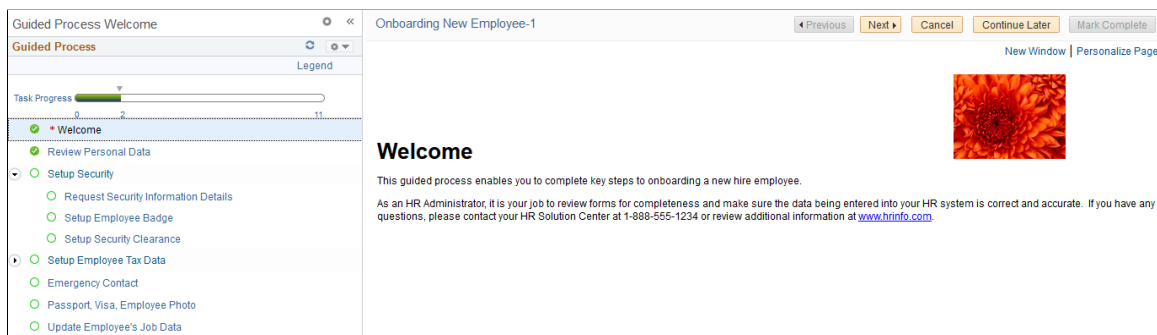 Guided Process Welcome
Guided Process
Legend
Task Progress
0 2 11
* Welcome
Review Personal Data
Setup Security
Request Security Information Details
Setup Employee Badge
Setup Security Clearance
Setup Employee Tax Data
Emergency Contact
Passport, Visa, Employee Photo
Update Employee's Job Data
Onboarding New Employee-1
Previous Next Cancel Continue Later Mark Complete
New Window | Personalize Page
Welcome
This guided process enables you to complete key steps to onboarding a new hire employee.
As an HR Administrator, it is your job to review forms for completeness and make sure the data being entered into your HR system is correct and accurate. If you have any
questions, please contact your HR Solution Center at 1-888-555-1234 or review additional information at www.hrinfo.com.